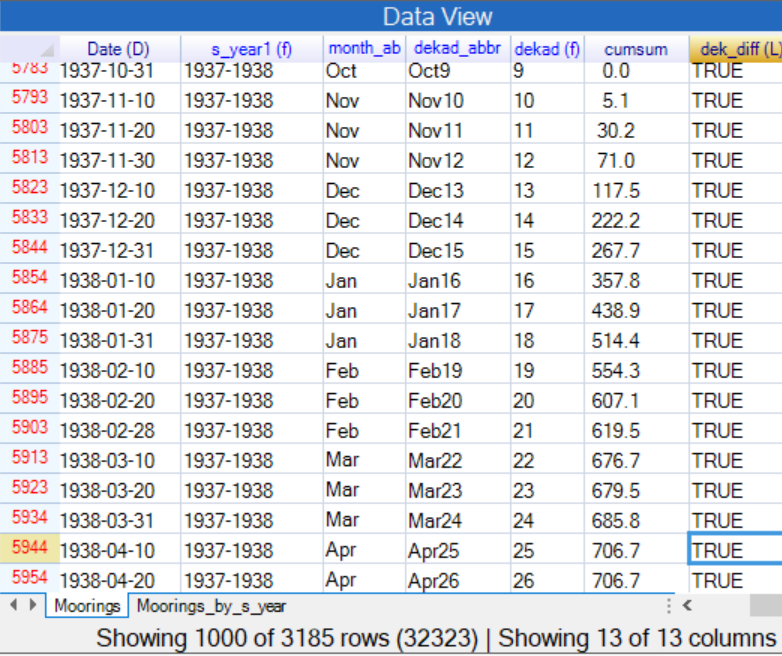 Data View
Date (D) s_year1 (f) month_ab dekad_abbr dekad (f) cumsum dek_diff (L)
5783 1937-10-31 1937-1938 Oct Oct9 9 0.0 TRUE
5793 1937-11-10 1937-1938 Nov Nov10 10 5.1 TRUE
5803 1937-11-20 1937-1938 Nov Nov11 11 30.2 TRUE
5813 1937-11-30 1937-1938 Nov Nov12 12 71.0 TRUE
5823 1937-12-10 1937-1938 Dec Dec13 13 117.5 TRUE
5833 1937-12-20 1937-1938 Dec Dec14 14 222.2 TRUE
5844 1937-12-31 1937-1938 Dec Dec15 15 267.7 TRUE
5854 1938-01-10 1937-1938 Jan Jan16 16 357.8 TRUE
5864 1938-01-20 1937-1938 Jan Jan17 17 438.9 TRUE
5875 1938-01-31 1937-1938 Jan Jan18 18 514.4 TRUE
5885 1938-02-10 1937-1938 Feb Feb19 19 554.3 TRUE
5895 1938-02-20 1937-1938 Feb Feb20 20 607.1 TRUE
5903 1938-02-28 1937-1938 Feb Feb21 21 619.5 TRUE
5913 1938-03-10 1937-1938 Mar Mar22 22 676.7 TRUE
5923 1938-03-20 1937-1938 Mar Mar23 23 679.5 TRUE
5934 1938-03-31 1937-1938 Mar Mar24 24 685.8 TRUE
5944 1938-04-10 1937-1938 Apr Apr25 25 706.7 TRUE
5954 1938-04-20 1937-1938 Apr Apr26 26 706.7 TRUE
Moorings Moorings_by_s_year
Showing 1000 of 3185 rows (32323) | Showing 13 of 13 columns